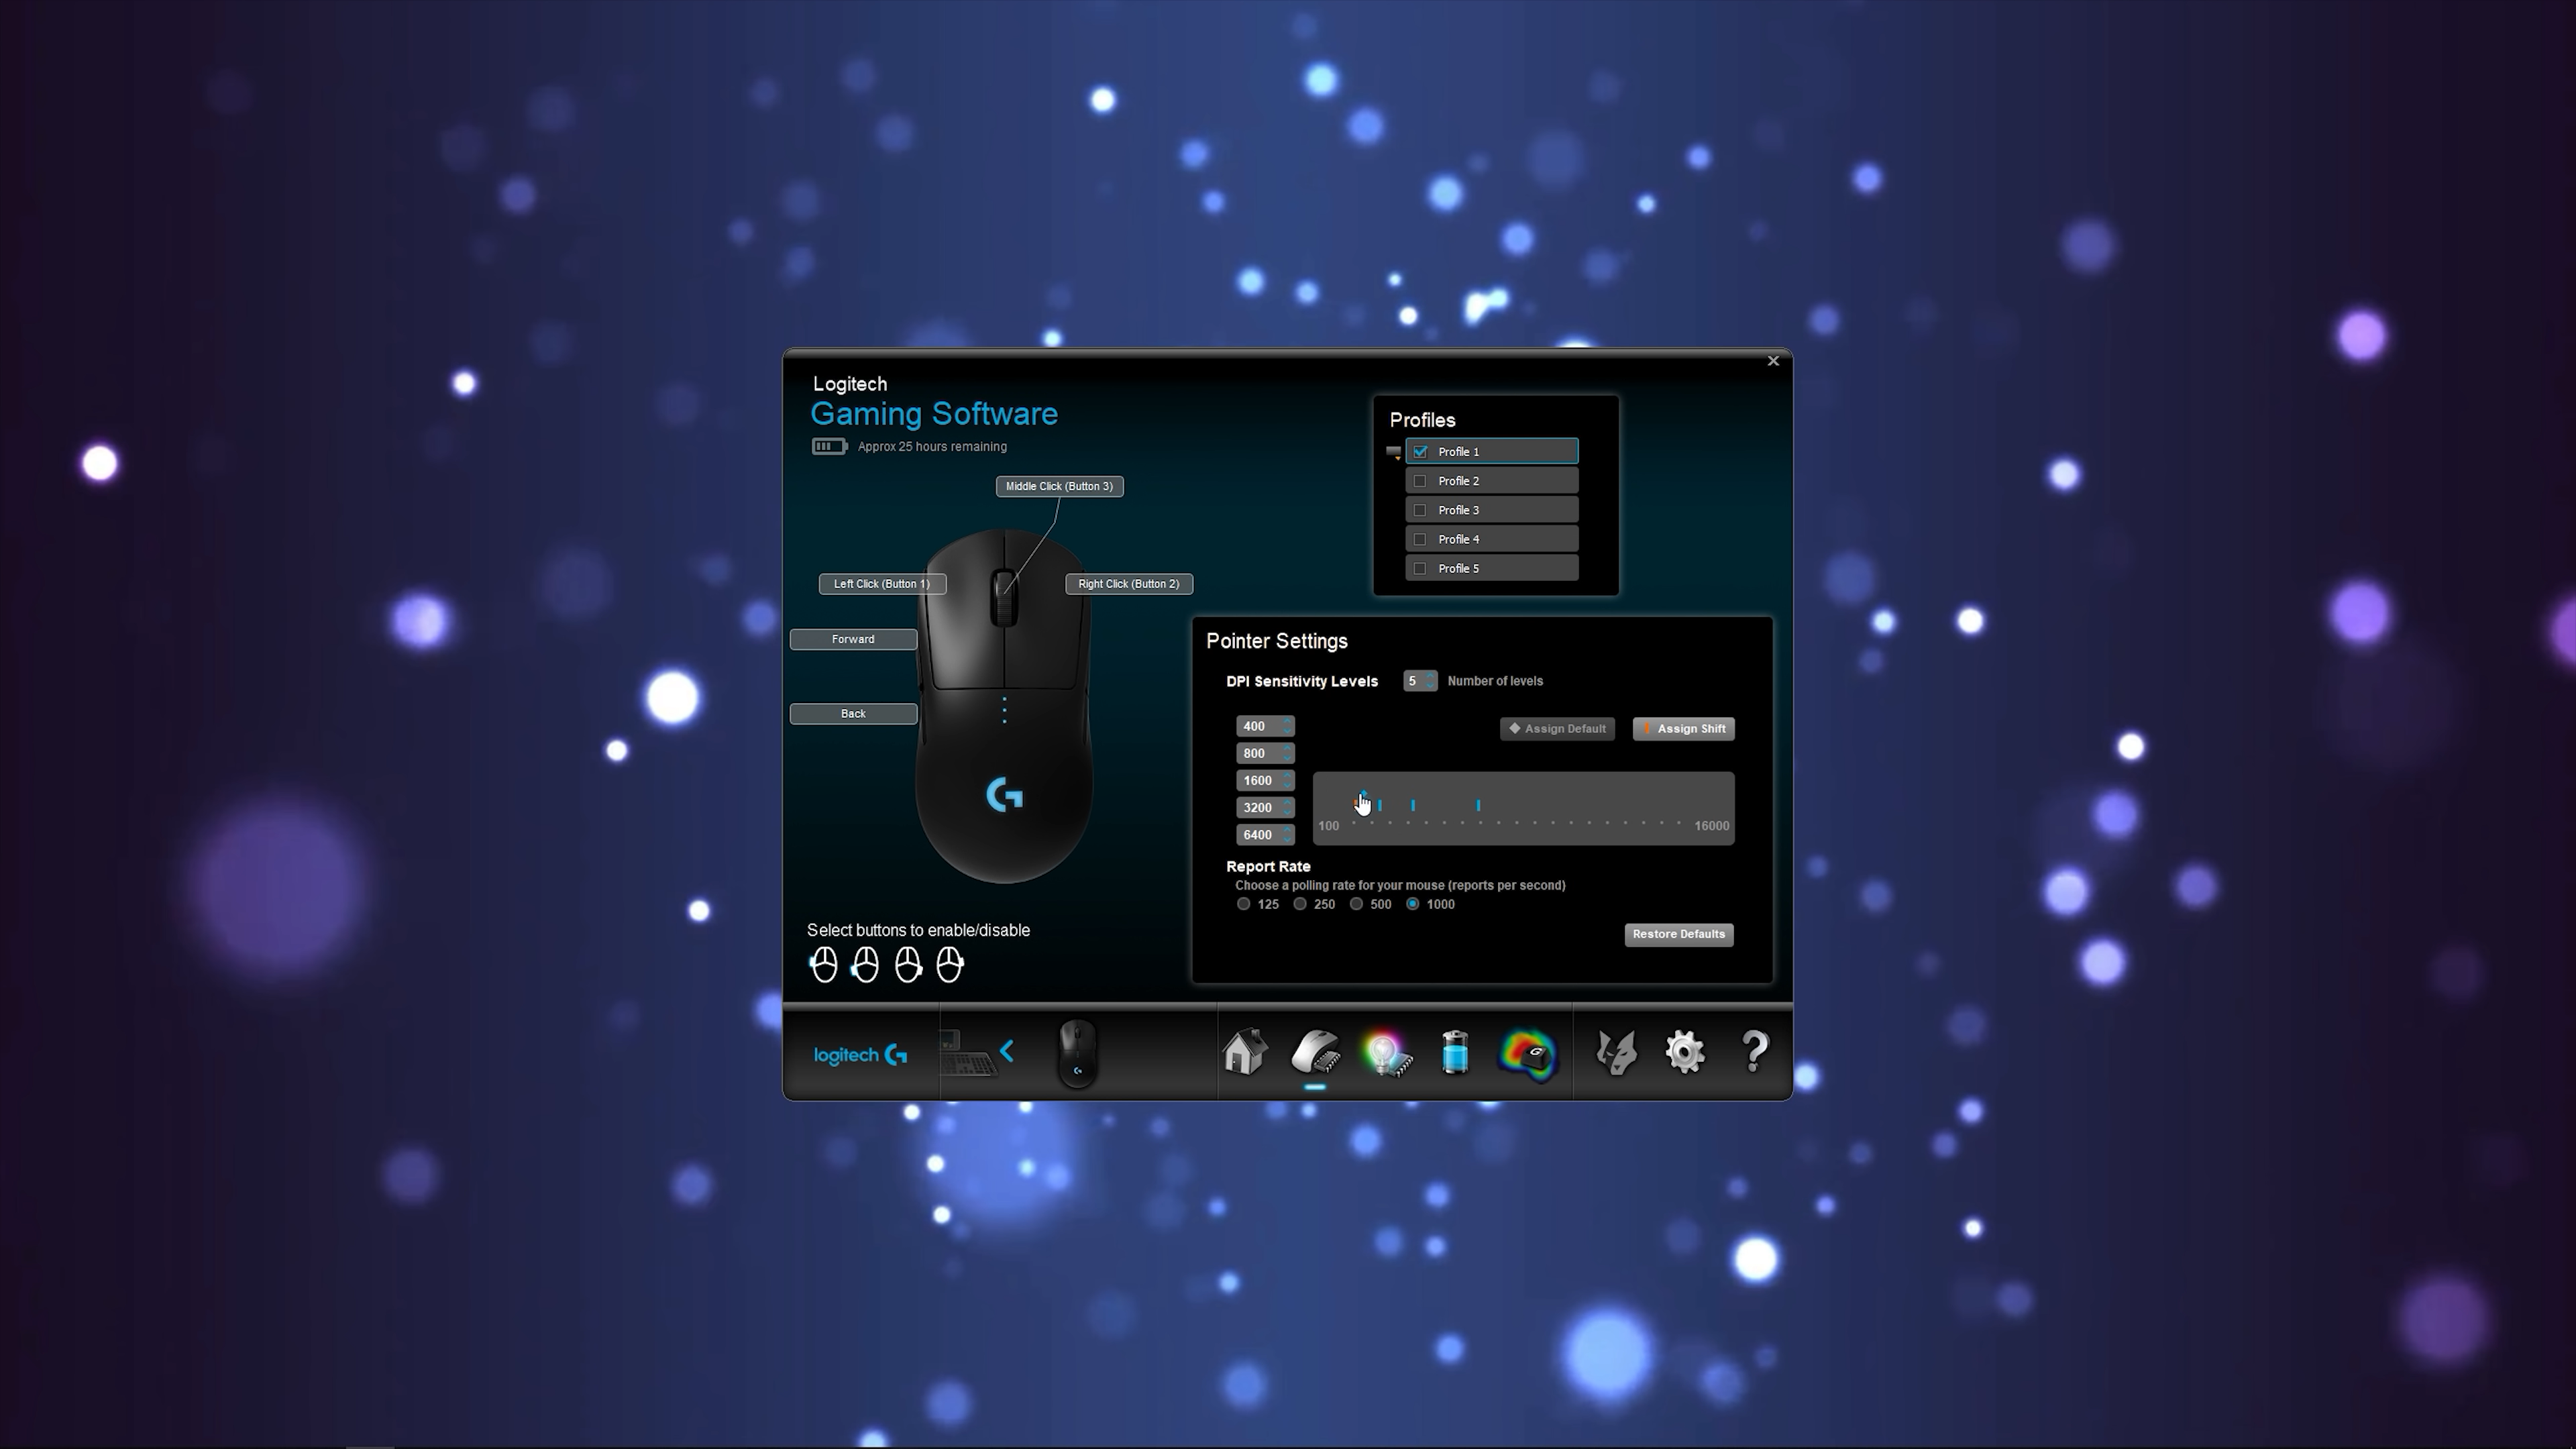 Logitech
Gaming Software
Approx 25 hours remaining
Middle Click (Button 3)
Left Click (Button 1)
Right Click (Button 2)
Forward
Back
Select buttons to enable/disable
Profiles
Profile 1
Profile 2
Profile 3
Profile 4
Profile 5
Pointer Settings
DPI Sensitivity Levels 5 Number of levels
Assign Default Assign Shift
400
800
1600
3200
6400
100 16000
Report Rate
Choose a polling rate for your mouse (reports per second)
125 250 500 1000
Restore Defaults
logitech G